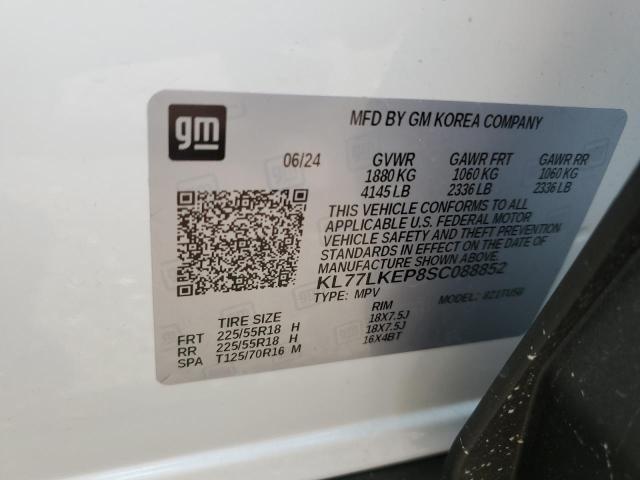 gm
MFD BY GM KOREA COMPANY
06/24 GVWR GAWR FRT GAWR RR
1880 KG 1060 KG 1060 KG
4145 LB 2336 LB 2336 LB
THIS VEHICLE CONFORMS TO ALL
APPLICABLE U.S. FEDERAL MOTOR
VEHICLE SAFETY AND THEFT PREVENTION
STANDARDS IN EFFECT ON THE DATE OF
MANUFACTURE SHOWN ABOVE.
KL77LKEP8SC088852
TYPE: MPV MODEL: 821TU58
TIRE SIZE RIM
FRT 225/55R18 H 18X7.5J
RR 225/55R18 H 18X7.5J
SPA T125/70R16 M 16X4BT